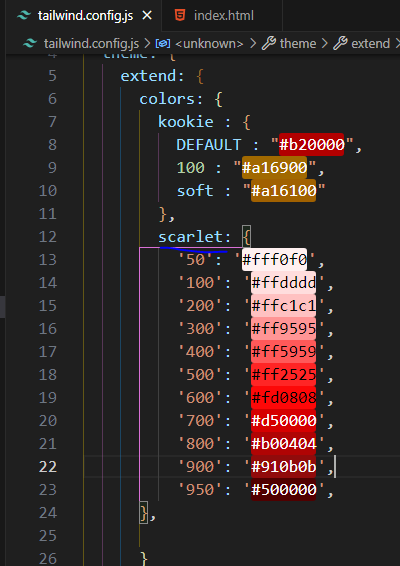 tailwind.config.js × index.html
tailwind.config.js > <unknown> > theme > extend >
4 theme: {
5 extend: {
6 colors: {
7 kookie : {
8 DEFAULT : "#b20000",
9 100 : "#a16900",
10 soft : "#a16100"
11 },
12 scarlet: {
13 '50': '#fff0f0',
14 '100': '#ffdddd',
15 '200': '#ffc1c1',
16 '300': '#ff9595',
17 '400': '#ff5959',
18 '500': '#ff2525',
19 '600': '#fd0808',
20 '700': '#d50000',
21 '800': '#b00404',
22 '900': '#910b0b',
23 '950': '#500000',
24 },
25
26 }